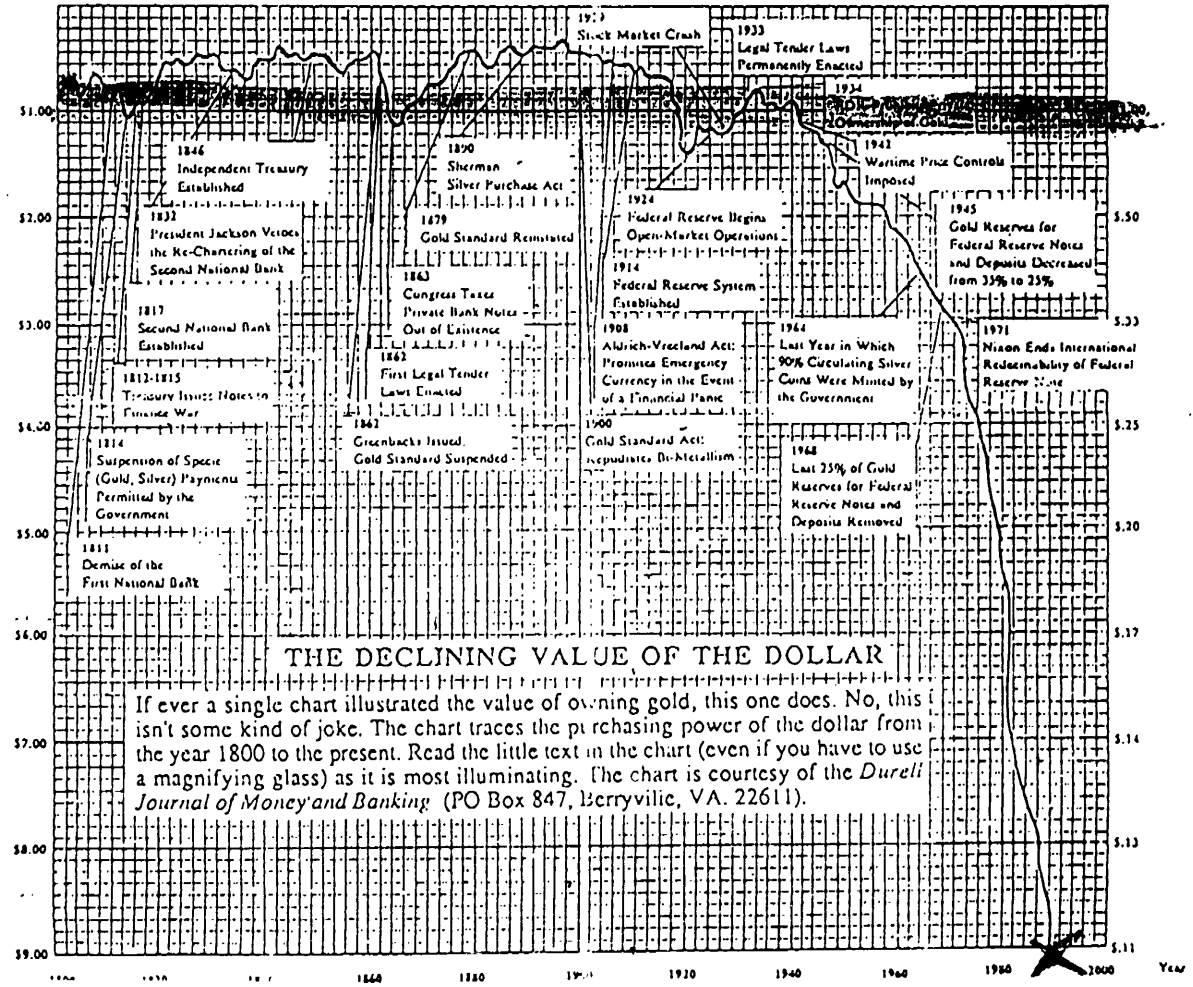 Stock Market Crash
1933
Legal Tender Laws
Permanently Enacted
1934
Ownership of Gold
1942
Wartime Price Controls
Imposed
1945
Gold Reserves for
Federal Reserve Notes
and Deposits Decreased
from 35% to 25%
1846
Independent Treasury
Established
1832
President Jackson Vetoes
the Re-Chartering of the
Second National Bank
1817
Second National Bank
Established
1812-1815
Treasury Issues Notes to
Finance War
1814
Suspension of Specie
(Gold, Silver) Payments
Permitted by the
Government
1811
Demise of the
First National Bank
1890
Sherman
Silver Purchase Act
1879
Gold Standard Reinstated
1863
Congress Taxes
Private Bank Notes
Out of Existence
1862
First Legal Tender
Laws Enacted
1862
Greenbacks Issued,
Gold Standard Suspended
1924
Federal Reserve Begins
Open-Market Operations
1914
Federal Reserve System
Established
1908
Aldrich-Vreeland Act:
Promises Emergency
Currency in the Event
of a Financial Panic
1900
Gold Standard Act:
Repudiates Bi-Metallism
1964
Last Year in Which
90% Circulating Silver
Coins Were Minted by
the Government
1968
Last 25% of Gold
Reserves for Federal
Reserve Notes and
Deposits Removed
1971
Nixon Ends International
Redeemability of Federal
Reserve Note
$1.00
$2.00
$3.00
$5.00
$6.00
$7.00
$8.00
$9.00
$.50
$.33
$.25
$.20
$.17
$.14
$.13
$.11
THE DECLINING VALUE OF THE DOLLAR
If ever a single chart illustrated the value of owning gold, this one does. No, this
isn't some kind of joke. The chart traces the purchasing power of the dollar from
the year 1800 to the present. Read the little text in the chart (even if you have to use
a magnifying glass) as it is most illuminating. The chart is courtesy of the Durell
Journal of Money and Banking (PO Box 847, Berryville, VA. 22611).
1860 1880 1920 1940 1960 1980 2000 Year